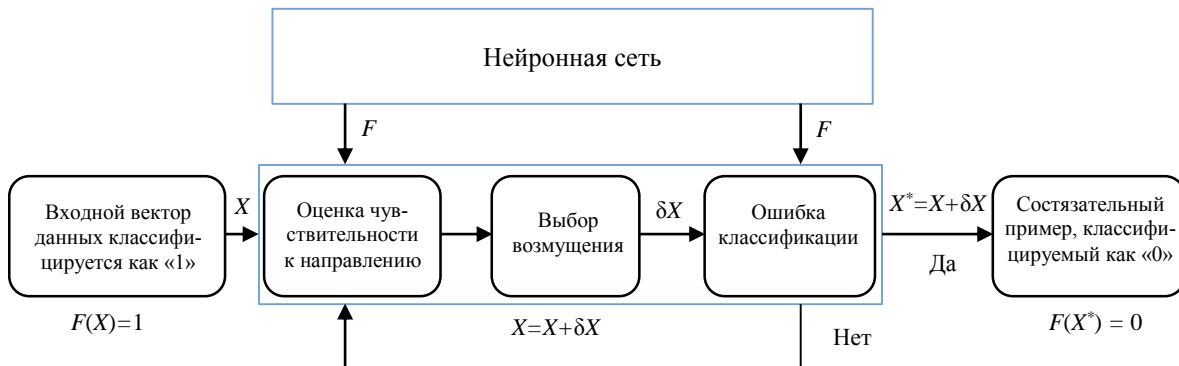 Нейронная сеть
F
F
Входной вектор
данных классифи-
цируется как «1»
F(X)=1
X
Оценка чув-
ствительности
к направлению
Выбор
возмущения
δX
Ошибка
классификации
X*=X+δX
Да
Состязательный
пример, классифи-
цируемый как «0»
F(X*) = 0
X=X+δX
Нет